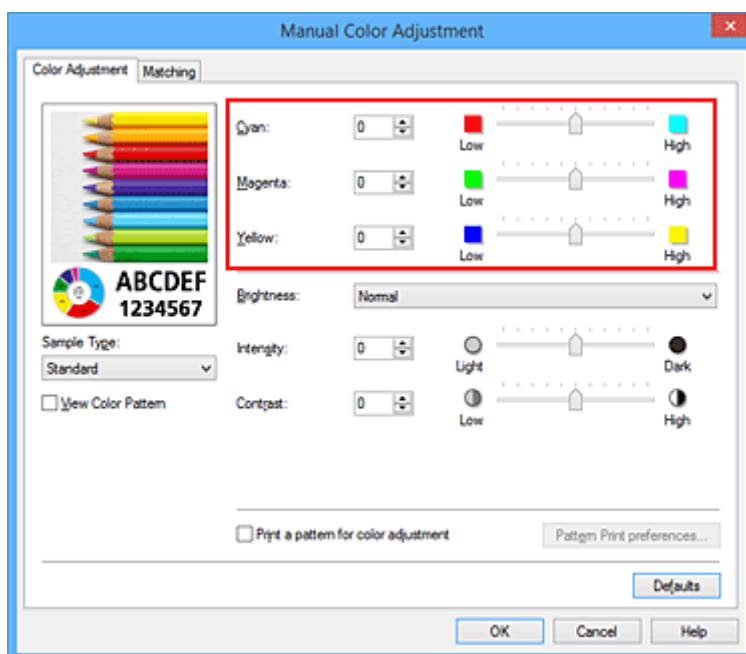 Manual Color Adjustment
Color Adjustment Matching
Cyan: 0 Low High
Magenta: 0 Low High
Yellow: 0 Low High
ABCDEF
1234567
Brightness: Normal
Sample Type:
Standard
Intensity: 0 Light Dark
View Color Pattern
Contrast: 0 Low High
Print a pattern for color adjustment Pattern Print preferences...
Defaults
OK Cancel Help